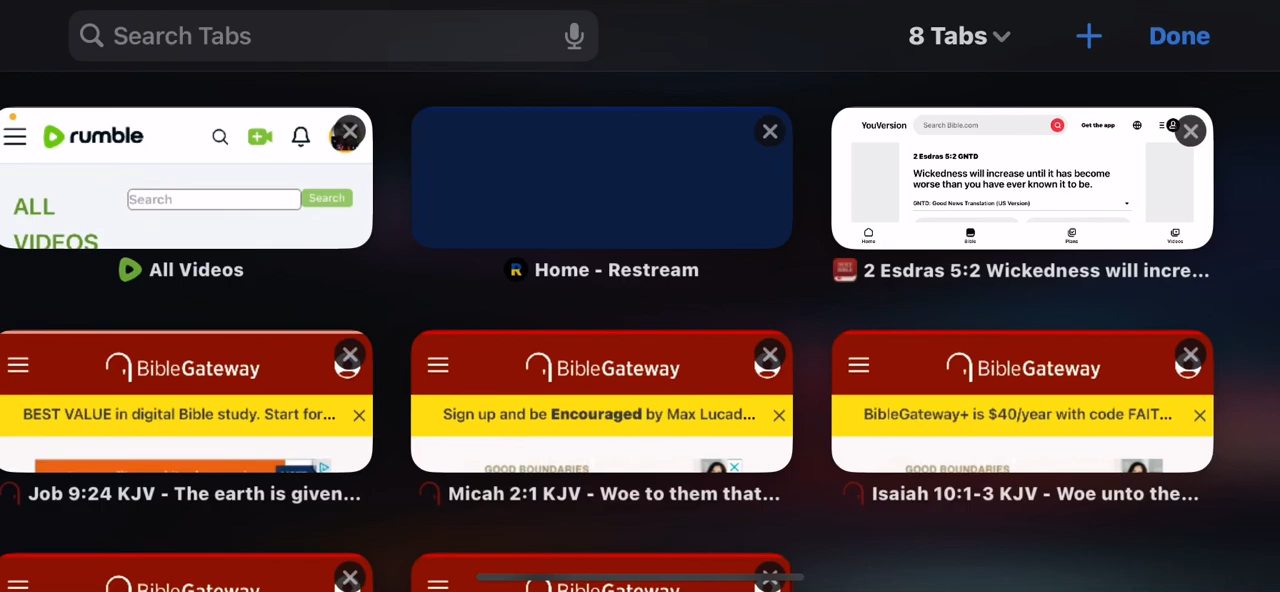 Search Tabs
8 Tabs
Done
rumble
ALL
VIDEOS
Search
Search
All Videos
R
Home - Restream
YouVersion
Search Bible.com
Get the app
2 Esdras 5:2 GNTD
Wickedness will increase until it has become
worse than you have ever known it to be.
GNTD: Good News Translation (US Version)
Home
Bible
Plans
Videos
HOLY BIBLE
2 Esdras 5:2 Wickedness will incre...
BibleGateway
BEST VALUE in digital Bible study. Start for...
Job 9:24 KJV - The earth is given...
BibleGateway
Sign up and be Encouraged by Max Lucad...
GOOD BOUNDARIES
Micah 2:1 KJV - Woe to them that...
BibleGateway
BibleGateway+ is $40/year with code FAIT...
GOOD BOUNDARIES
Isaiah 10:1-3 KJV - Woe unto the...
BibleGateway
BibleGateway